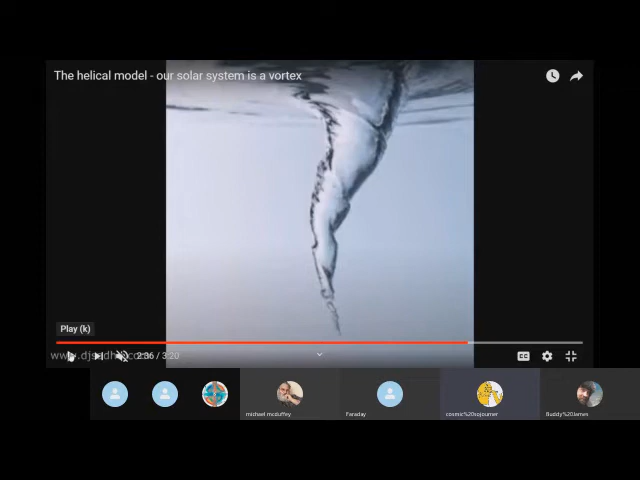 The helical model - our solar system is a vortex
Play (k)
2:36 / 3:20
michael mcduffey
Faraday
cosmic%20sojourner
Buddy%20James